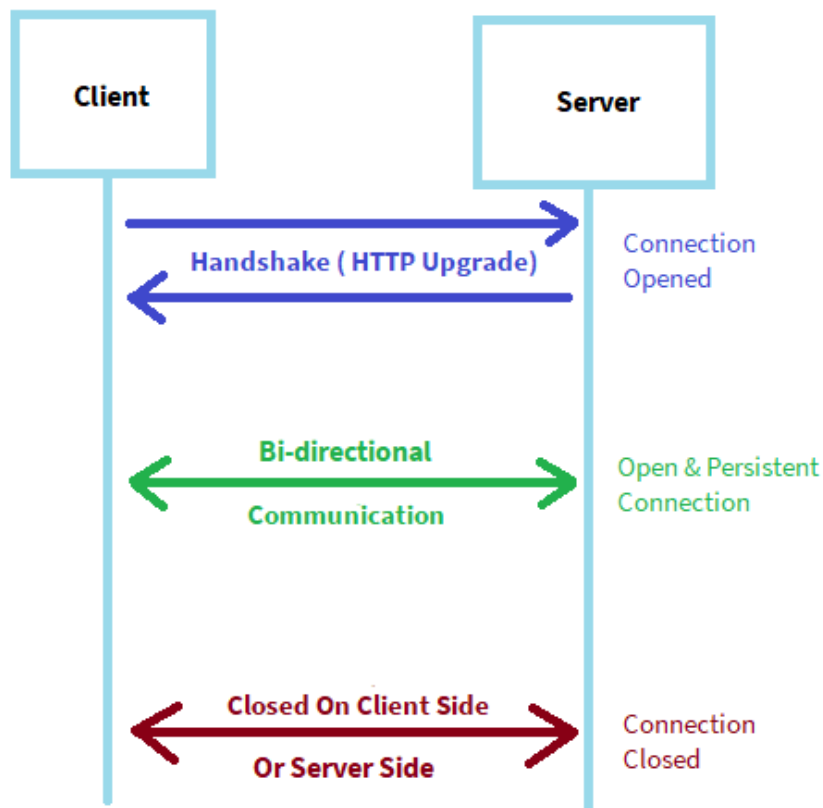 Client
Server
Handshake ( HTTP Upgrade)
Connection
Opened
Bi-directional
Communication
Open & Persistent
Connection
Closed On Client Side
Or Server Side
Connection
Closed